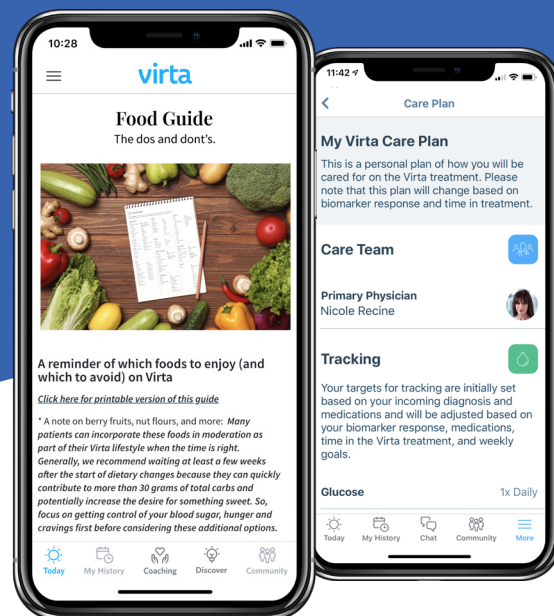 10:28
virta
Food Guide
The dos and dont's.
A reminder of which foods to enjoy (and
which to avoid) on Virta
Click here for printable version of this guide
* A note on berry fruits, nut flours, and more: Many
patients can incorporate these foods in moderation as
part of their Virta lifestyle when the time is right.
Generally, we recommend waiting at least a few weeks
after the start of dietary changes because they can quickly
contribute to more than 30 grams of total carbs and
potentially increase the desire for something sweet. So,
focus on getting control of your blood sugar, hunger and
cravings first before considering these additional options.
Today
My History
Coaching
Discover
Community
11:42
Care Plan
My Virta Care Plan
This is a personal plan of how you will be
cared for on the Virta treatment. Please
note that this plan will change based on
biomarker response and time in treatment.
Care Team
Primary Physician
Nicole Recine
Tracking
Your targets for tracking are initially set
based on your incoming diagnosis and
medications and will be adjusted based on
your biomarker response, medications,
time in the Virta treatment, and weekly
goals.
Glucose 1x Daily
Today
My History
Chat
Community
More